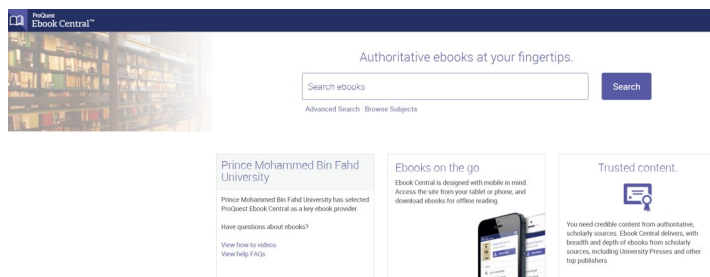 ProQuest
Ebook Central™
Authoritative ebooks at your fingertips.
Search ebooks
Search
Advanced Search Browse Subjects
Prince Mohammed Bin Fahd
University
Prince Mohammed Bin Fahd University has selected
ProQuest Ebook Central as a key ebook provider.
Have questions about ebooks?
View how-to videos
View help FAQs
Ebooks on the go
Ebook Central is designed with mobile in mind.
Access the site from your tablet or phone, and
download ebooks for offline reading.
Trusted content.
You need credible content from authoritative,
scholarly sources. Ebook Central delivers, with
breadth and depth of ebooks from scholarly
sources, including University Presses and other
top publishers.